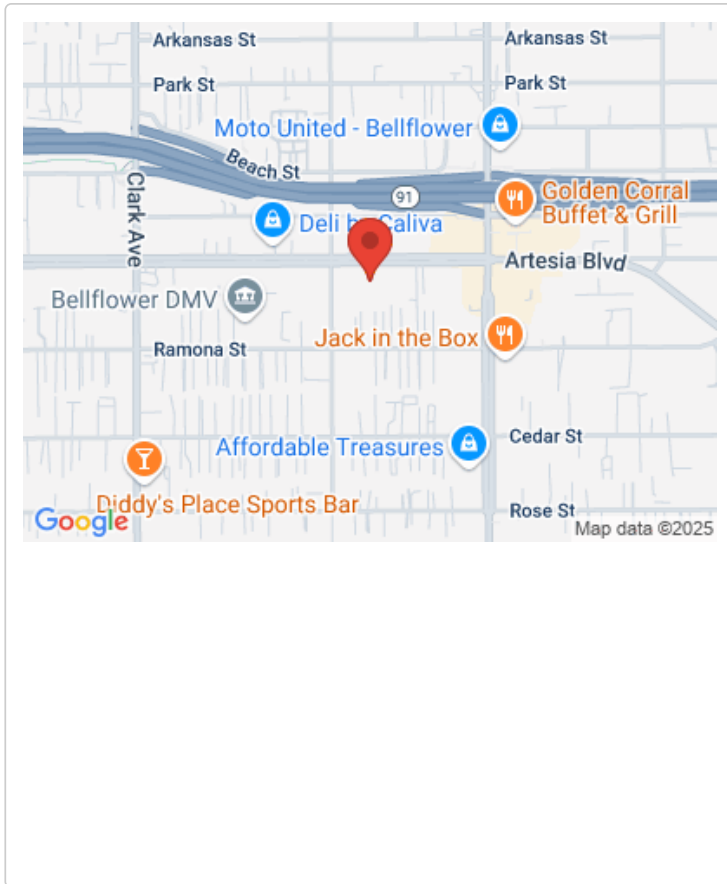 Arkansas St
Arkansas St
Park St
Park St
Moto United - Bellflower
Beach St
Clark Ave
91
Golden Corral
Buffet & Grill
Deli by Caliva
Artesia Blvd
Bellflower DMV
Jack in the Box
Ramona St
Cedar St
Affordable Treasures
Diddy's Place Sports Bar
Rose St
Google
Map data ©2025